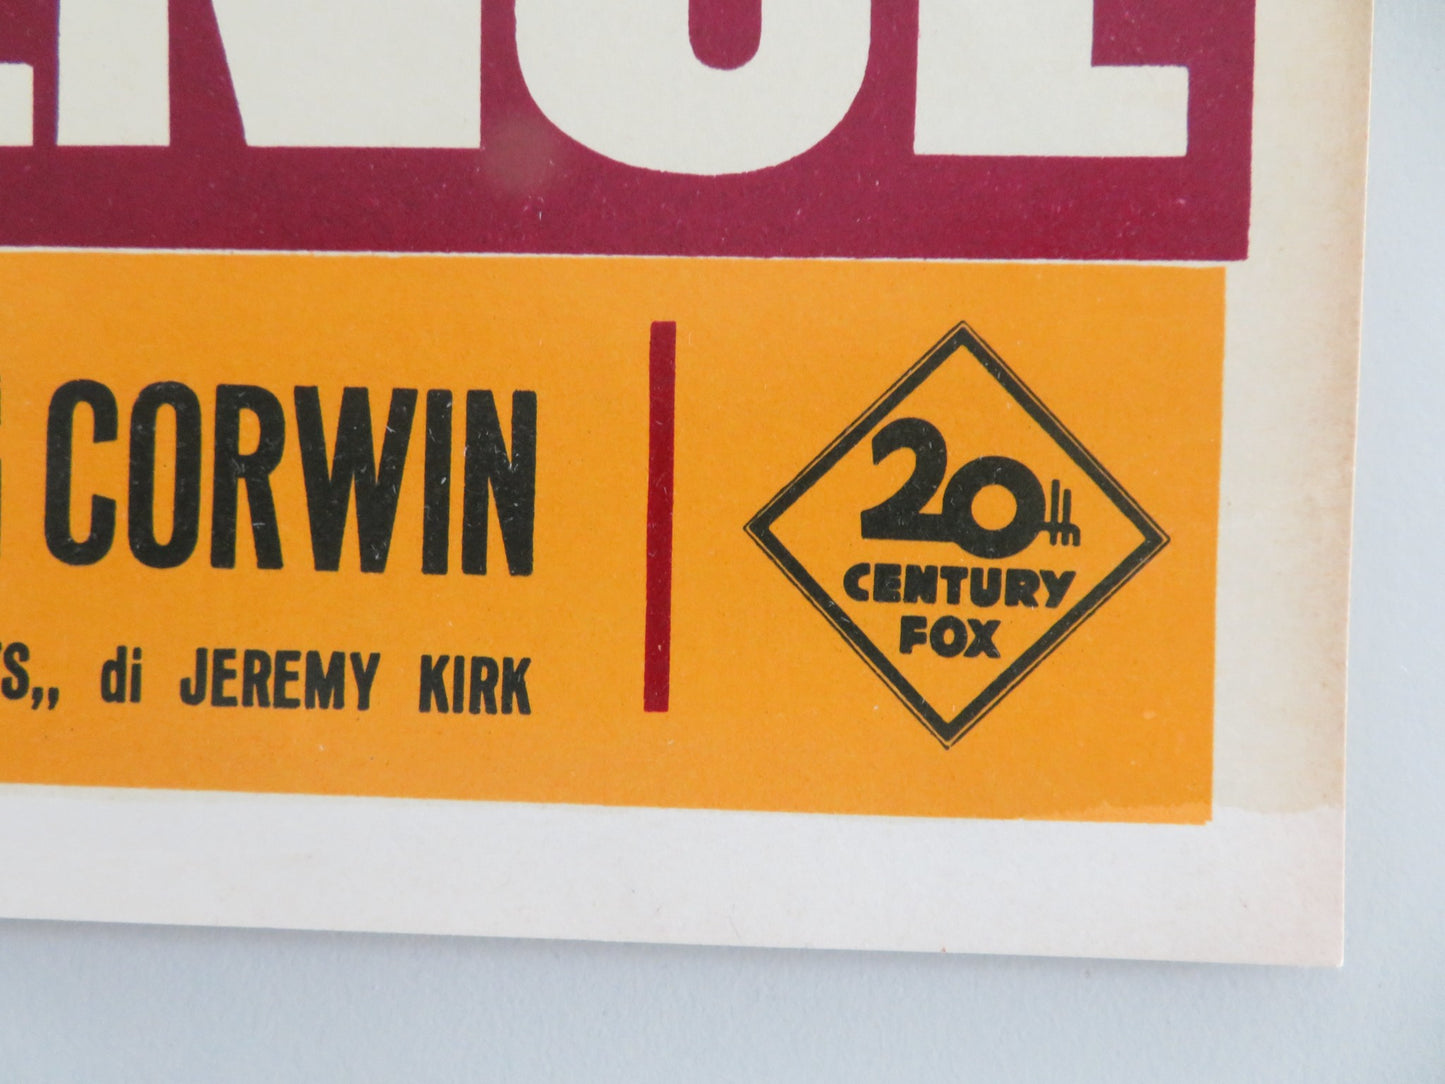 CORWIN
di JEREMY KIRK
20th
CENTURY
FOX